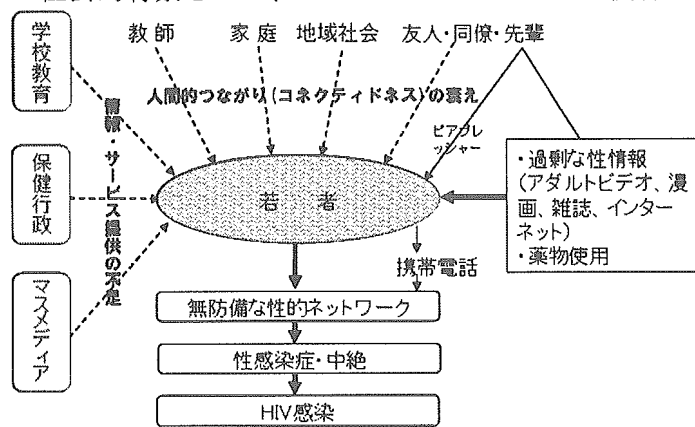 教師
家庭
地域社会
友人・同僚・先輩
学校教育
保健行政
マスメディア
情報・サービス提供の不足
人間的つながり(コネクティドネス)の衰え
ピアプレ
ッシャー
若者
・過剰な性情報
(アダルトビデオ、漫
画、雑誌、インター
ネット)
・薬物使用
携帯電話
無防備な性的ネットワーク
性感染症・中絶
HIV感染